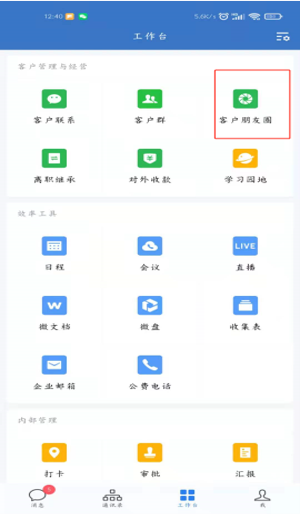 12:40 5.6K/s
工作台
客户管理与经营
客户联系 客户群 客户朋友圈
离职继承 对外收款 学习园地
效率工具
日程 会议 直播
LIVE
微文档 微盘 收集表
企业邮箱 公费电话
内部管理
打卡 审批 汇报
消息 通讯录 工作台 我